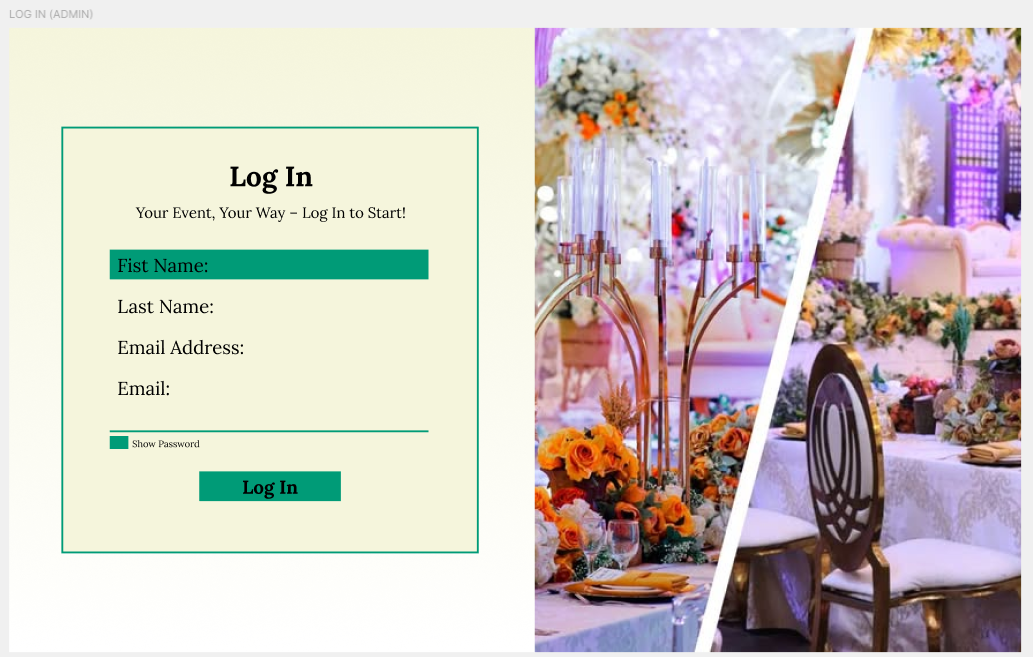 LOG IN (ADMIN)
Log In
Your Event, Your Way – Log In to Start!
Fist Name:
Last Name:
Email Address:
Email:
Show Password
Log In